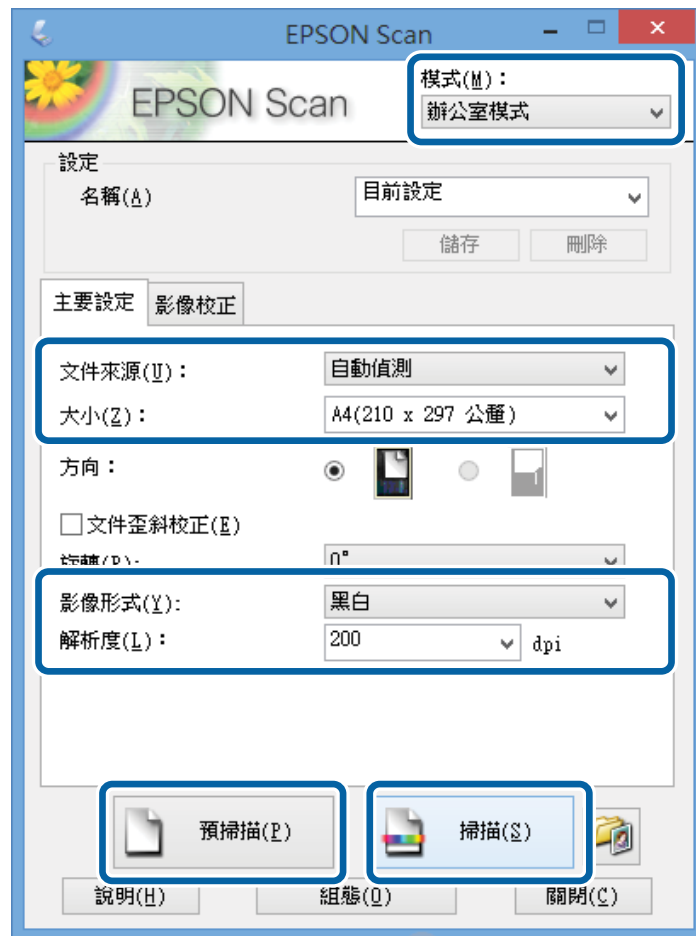 EPSON Scan
EPSON Scan
模式(M)：
辦公室模式
設定
名稱(A)
目前設定
儲存
刪除
主要設定
影像校正
文件來源(U)：
自動偵測
大小(Z)：
A4(210 x 297 公釐)
方向：
文件歪斜校正(E)
旋轉(R):
0°
影像形式(Y):
黑白
解析度(L)：
200
dpi
預掃描(P)
掃描(S)
說明(H)
組態(O)
關閉(C)